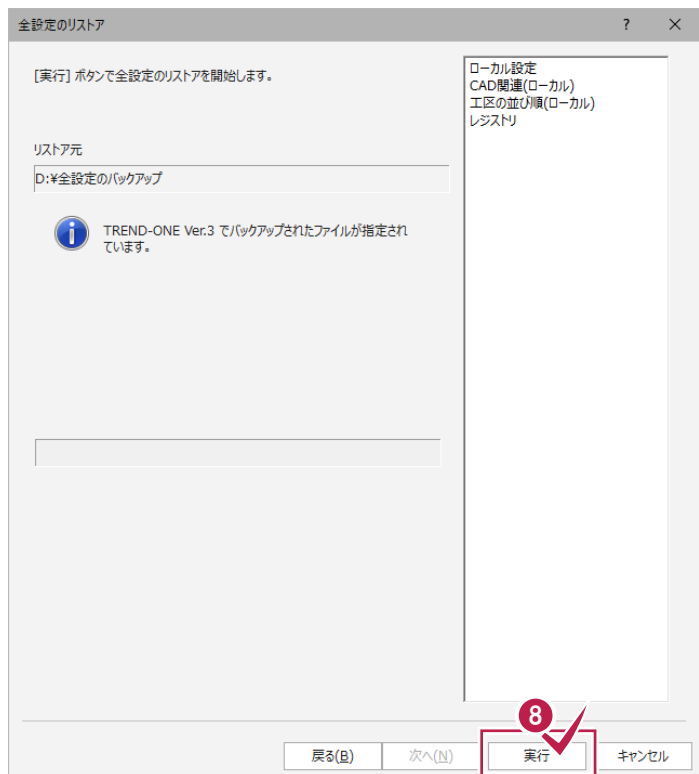 全設定のリストア
?
×
[実行] ボタンで全設定のリストアを開始します。
リストア元
D:¥全設定のバックアップ
TREND-ONE Ver.3 でバックアップされたファイルが指定され
ています。
ローカル設定
CAD関連(ローカル)
工区の並び順(ローカル)
レジストリ
8
戻る(B)
次へ(N)
実行
キャンセル